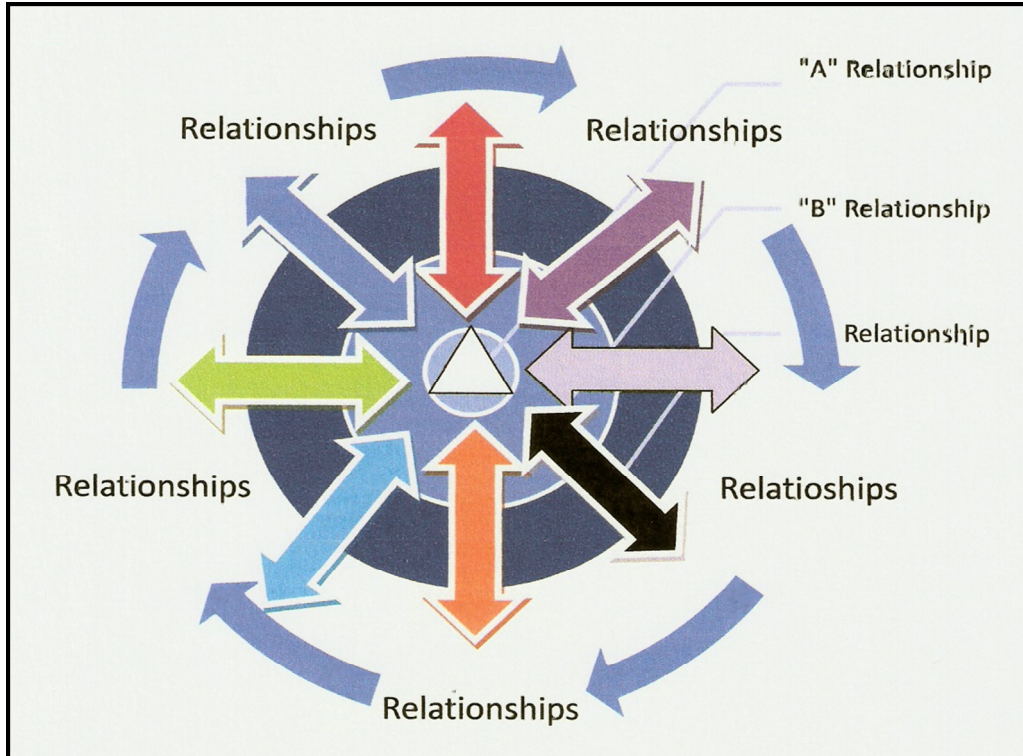 "A" Relationship
Relationships
Relationships
"B" Relationship
Relationship
Relationships
Relatioships
Relationships